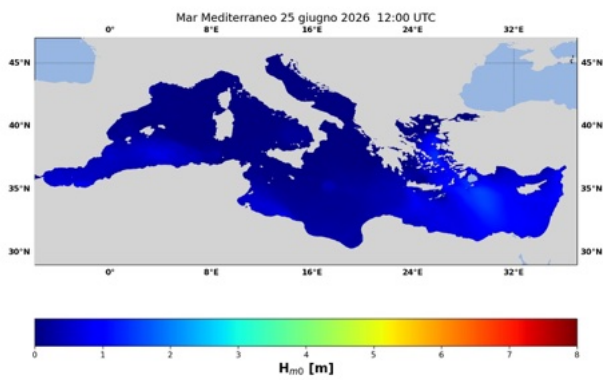 Mar Mediterraneo 25 giugno 2026 12:00 UTC
0° 8°E 16°E 24°E 32°E
45°N 45°N
40°N 40°N
35°N 35°N
30°N 30°N
0° 8°E 16°E 24°E 32°E
0 1 2 3 4 5 6 7 8
Hm0 [m]